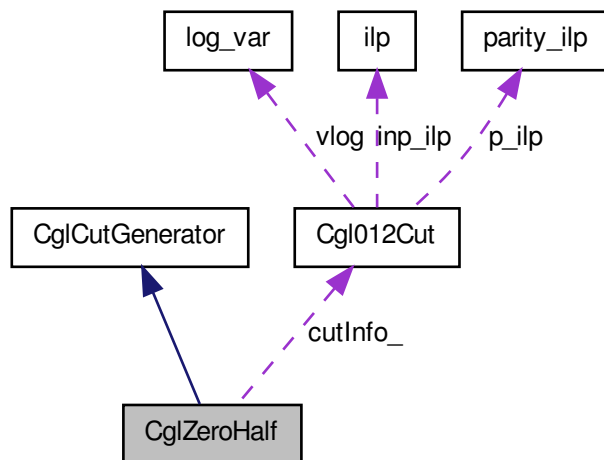 log_var
ilp
parity_ilp
vlog
inp_ilp
p_ilp
CglCutGenerator
Cgl012Cut
cutInfo_
CglZeroHalf